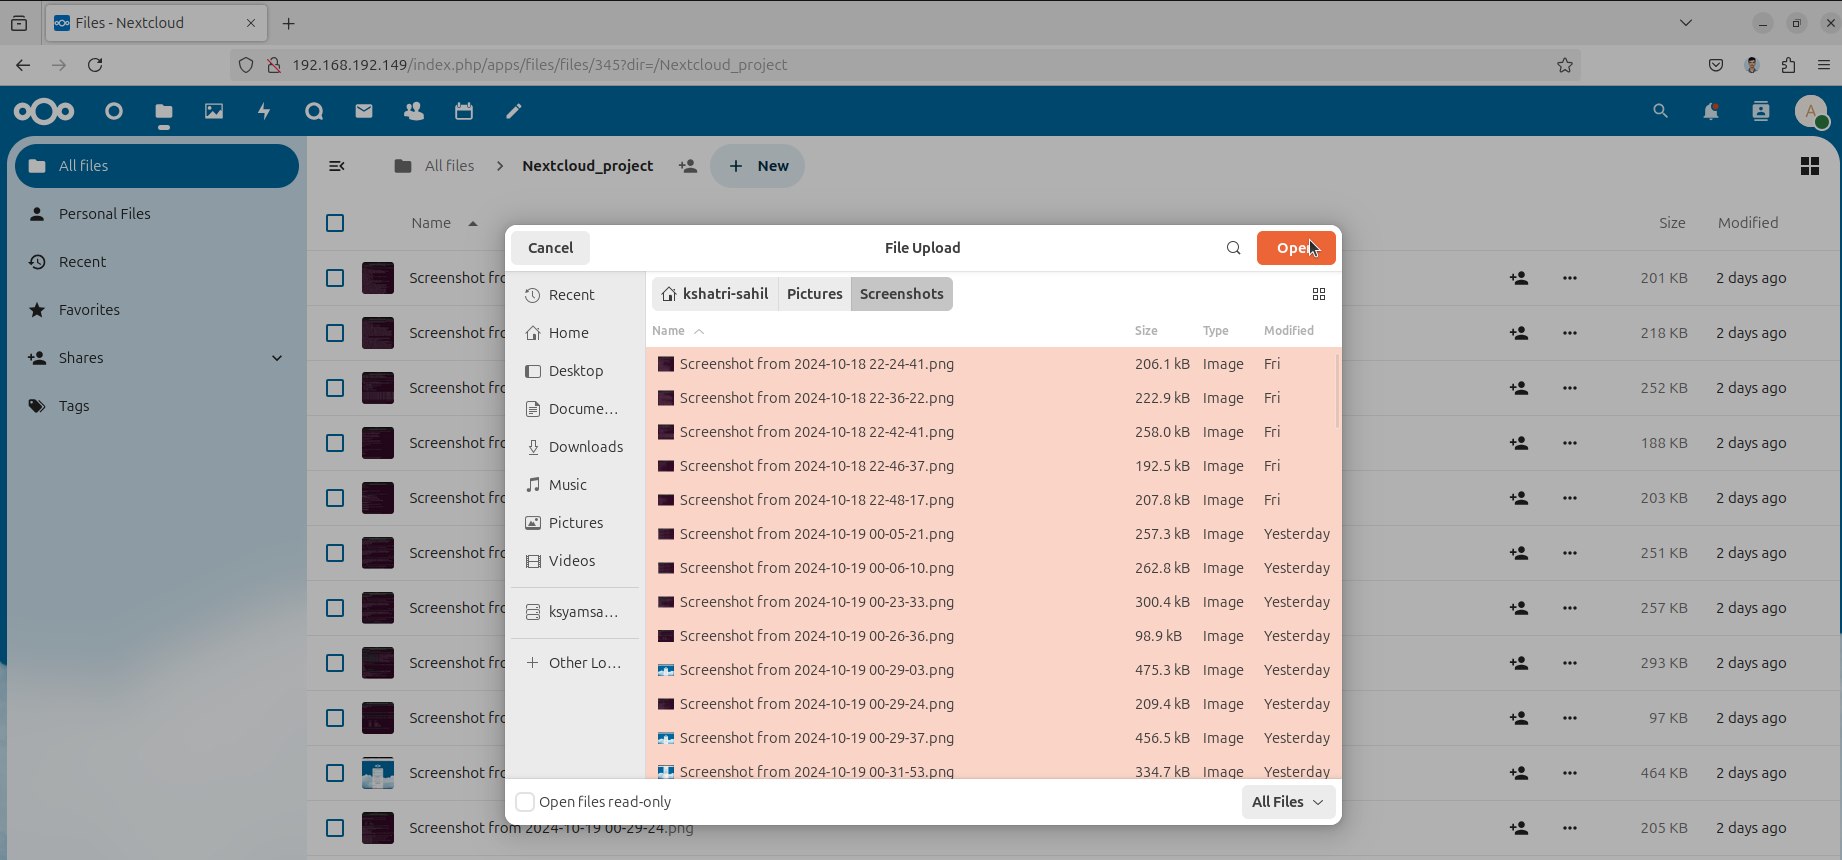 Files - Nextcloud
192.168.192.149/index.php/apps/files/files/345?dir=/Nextcloud_project
A
All files
Personal Files
Recent
Favorites
Shares
Tags
All files > Nextcloud_project + New
Name Size Modified
Screenshot fro 201 KB 2 days ago
Screenshot fro 218 KB 2 days ago
Screenshot fro 252 KB 2 days ago
Screenshot fro 188 KB 2 days ago
Screenshot fro 203 KB 2 days ago
Screenshot fro 251 KB 2 days ago
Screenshot fro 257 KB 2 days ago
Screenshot fro 293 KB 2 days ago
Screenshot fro 97 KB 2 days ago
Screenshot fro 464 KB 2 days ago
Screenshot from 2024-10-19 00-29-24.png 205 KB 2 days ago
Cancel File Upload Open
Recent
Home
Desktop
Docume…
Downloads
Music
Pictures
Videos
ksyamsa…
+ Other Lo…
kshatri-sahil Pictures Screenshots
Name Size Type Modified
Screenshot from 2024-10-18 22-24-41.png 206.1 kB Image Fri
Screenshot from 2024-10-18 22-36-22.png 222.9 kB Image Fri
Screenshot from 2024-10-18 22-42-41.png 258.0 kB Image Fri
Screenshot from 2024-10-18 22-46-37.png 192.5 kB Image Fri
Screenshot from 2024-10-18 22-48-17.png 207.8 kB Image Fri
Screenshot from 2024-10-19 00-05-21.png 257.3 kB Image Yesterday
Screenshot from 2024-10-19 00-06-10.png 262.8 kB Image Yesterday
Screenshot from 2024-10-19 00-23-33.png 300.4 kB Image Yesterday
Screenshot from 2024-10-19 00-26-36.png 98.9 kB Image Yesterday
Screenshot from 2024-10-19 00-29-03.png 475.3 kB Image Yesterday
Screenshot from 2024-10-19 00-29-24.png 209.4 kB Image Yesterday
Screenshot from 2024-10-19 00-29-37.png 456.5 kB Image Yesterday
Screenshot from 2024-10-19 00-31-53.png 334.7 kB Image Yesterday
Open files read-only All Files